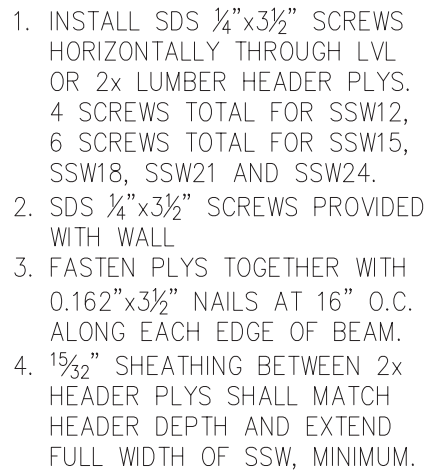 1. INSTALL SDS ¼"x3½" SCREWS
HORIZONTALLY THROUGH LVL
OR 2x LUMBER HEADER PLYS.
4 SCREWS TOTAL FOR SSW12,
6 SCREWS TOTAL FOR SSW15,
SSW18, SSW21 AND SSW24.
2. SDS ¼"x3½" SCREWS PROVIDED
WITH WALL
3. FASTEN PLYS TOGETHER WITH
0.162"x3½" NAILS AT 16" O.C.
ALONG EACH EDGE OF BEAM.
4. 15/32" SHEATHING BETWEEN 2x
HEADER PLYS SHALL MATCH
HEADER DEPTH AND EXTEND
FULL WIDTH OF SSW, MINIMUM.